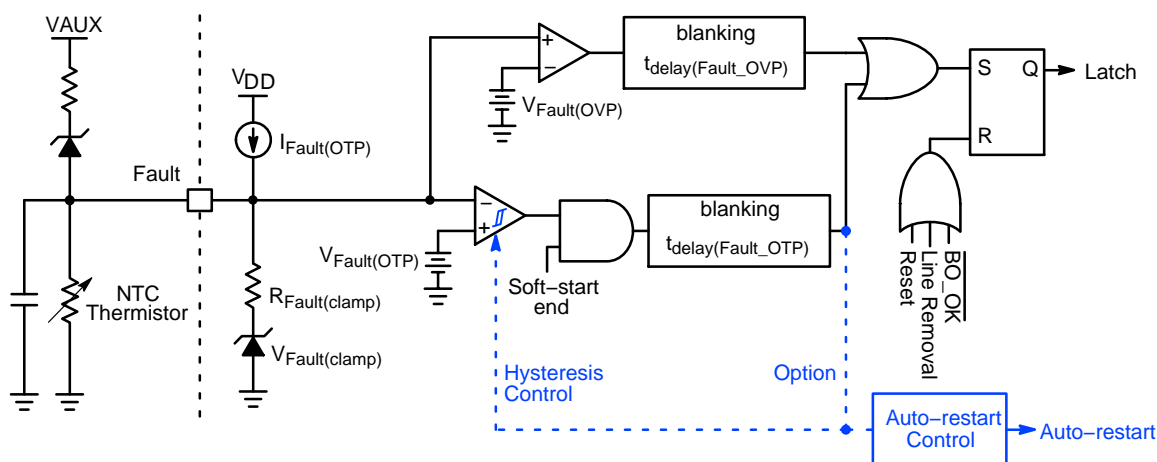 VAUX
VDD
Fault
IFault(OTP)
NTC
Thermistor
RFault(clamp)
VFault(clamp)
+
−
VFault(OVP)
blanking
tdelay(Fault_OVP)
−
+
VFault(OTP)
Soft−start
end
blanking
tdelay(Fault_OTP)
S
Q
R
Latch
Reset
Line Removal
BO_OK
Hysteresis
Control
Option
Auto−restart
Control
Auto−restart